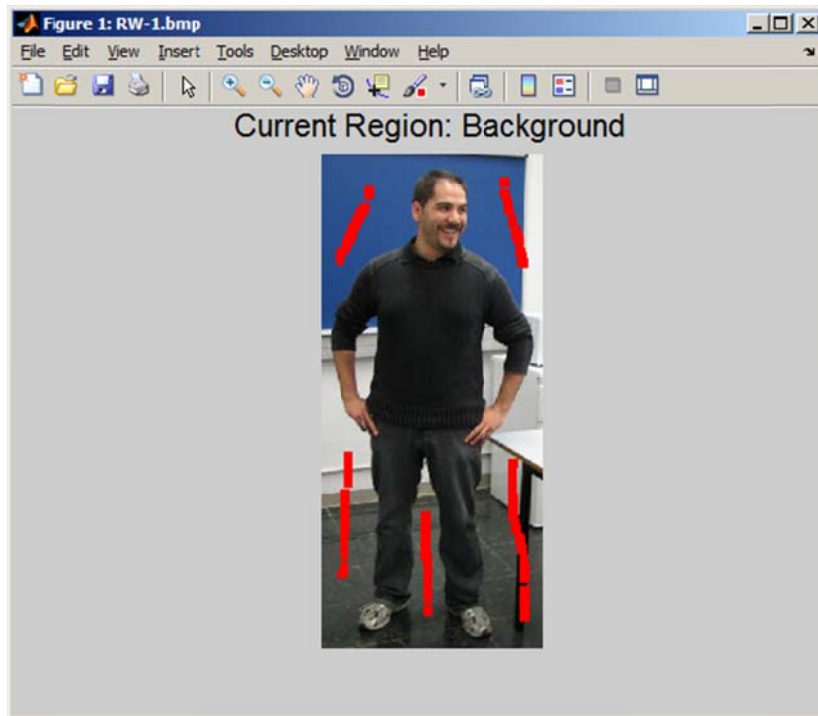 Figure 1: RW-1.bmp
File Edit View Insert Tools Desktop Window Help
Current Region: Background